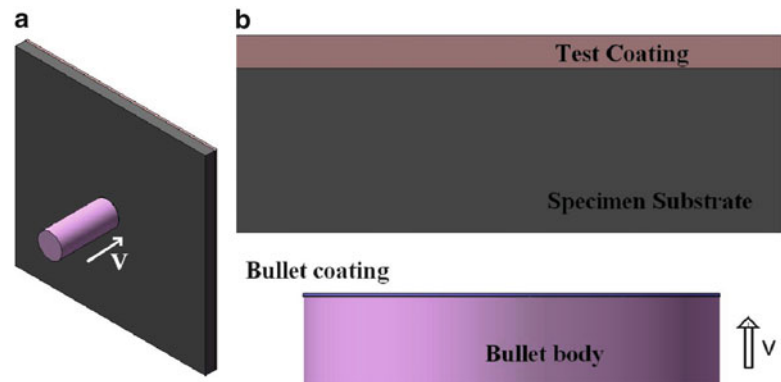 a
V
b
Test Coating
Specimen Substrate
Bullet coating
Bullet body
V